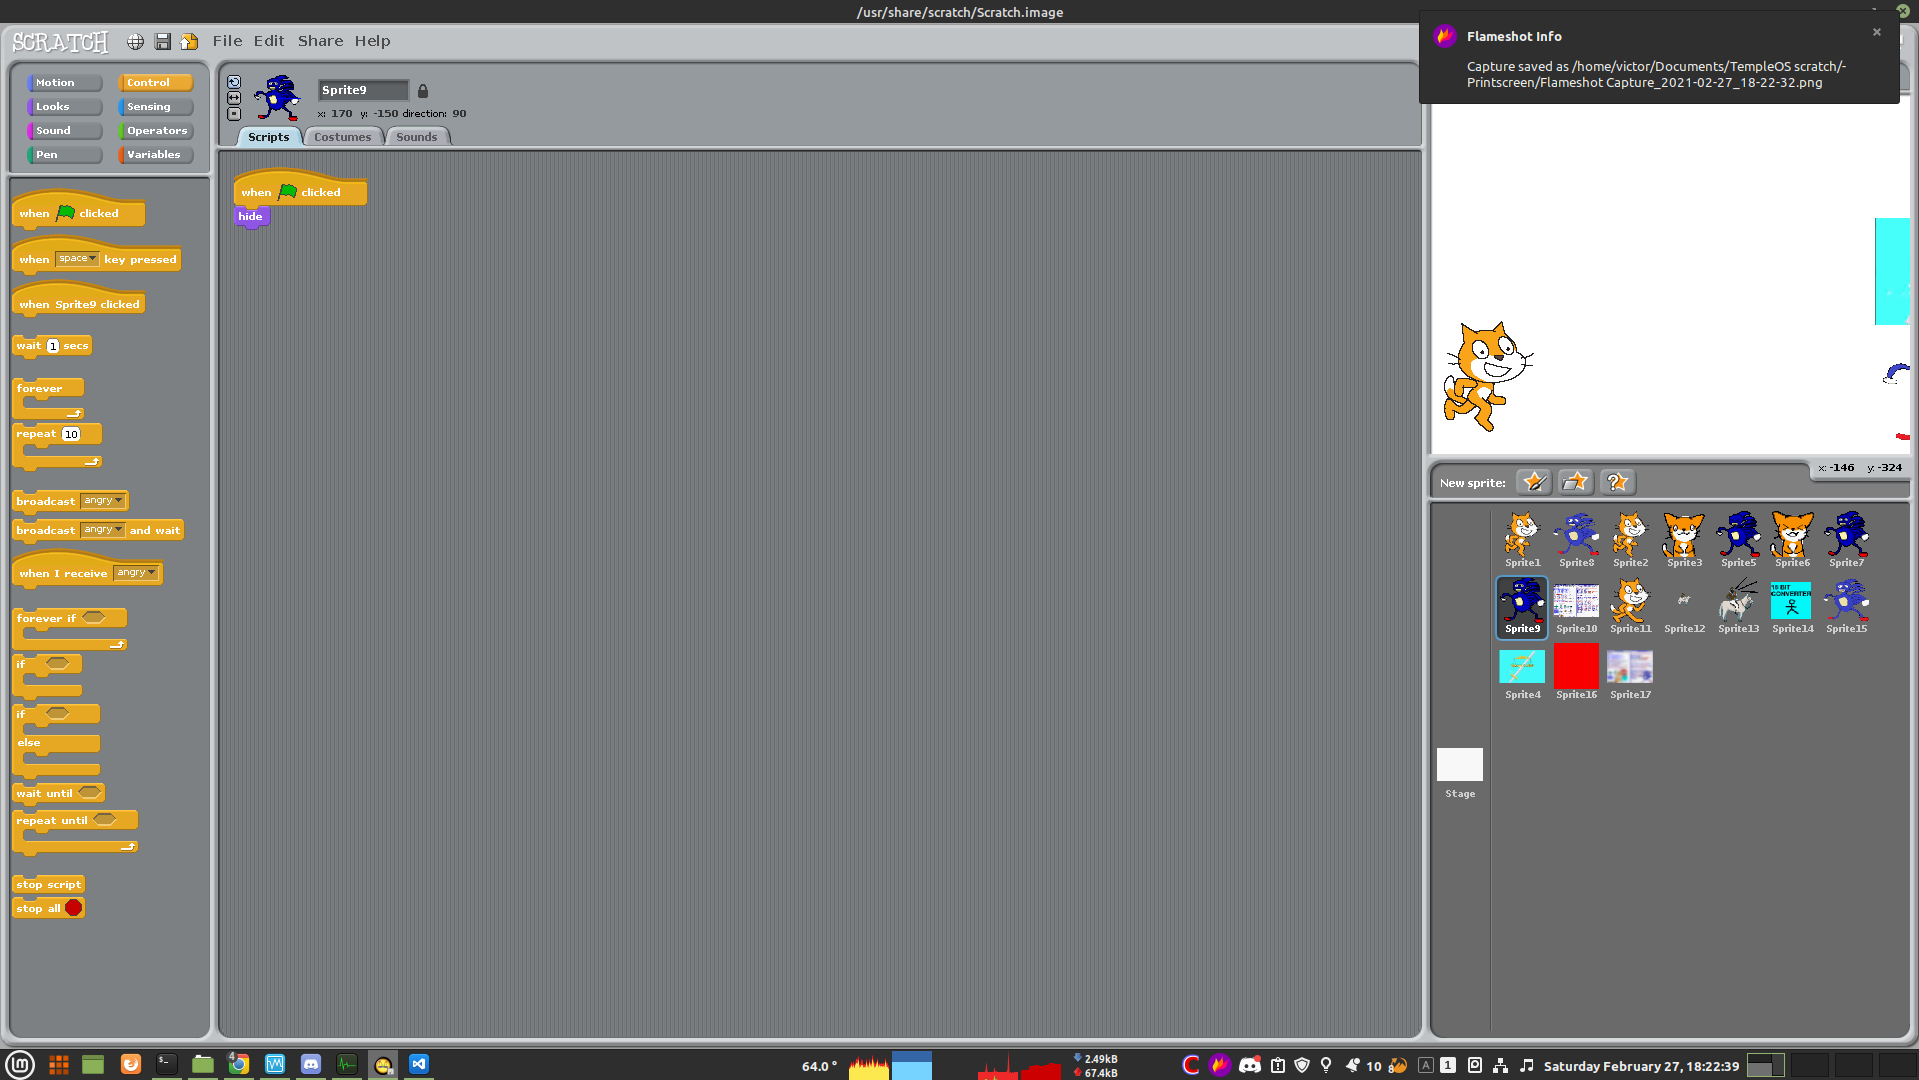 /usr/share/scratch/Scratch.image
SCRATCH
File Edit Share Help
Flameshot Info
×
Capture saved as /home/victor/Documents/TempleOS scratch/-
Printscreen/Flameshot Capture_2021-02-27_18-22-32.png
Motion Control
Looks Sensing
Sound Operators
Pen Variables
Sprite9
x: 170 y: -150 direction: 90
Scripts Costumes Sounds
when clicked
hide
when clicked
when space key pressed
when Sprite9 clicked
wait 1 secs
forever
repeat 10
broadcast angry
broadcast angry and wait
when I receive angry
forever if
if
if
else
wait until
repeat until
stop script
stop all
x: -146 y: -324
New sprite:
Sprite1 Sprite8 Sprite2 Sprite3 Sprite5 Sprite6 Sprite7
16 BIT
CONVERTER
Sprite9 Sprite10 Sprite11 Sprite12 Sprite13 Sprite14 Sprite15
Sprite4 Sprite16 Sprite17
Stage
4
64.0 °
2.49kB
67.4kB
10
A
1
Saturday February 27, 18:22:39